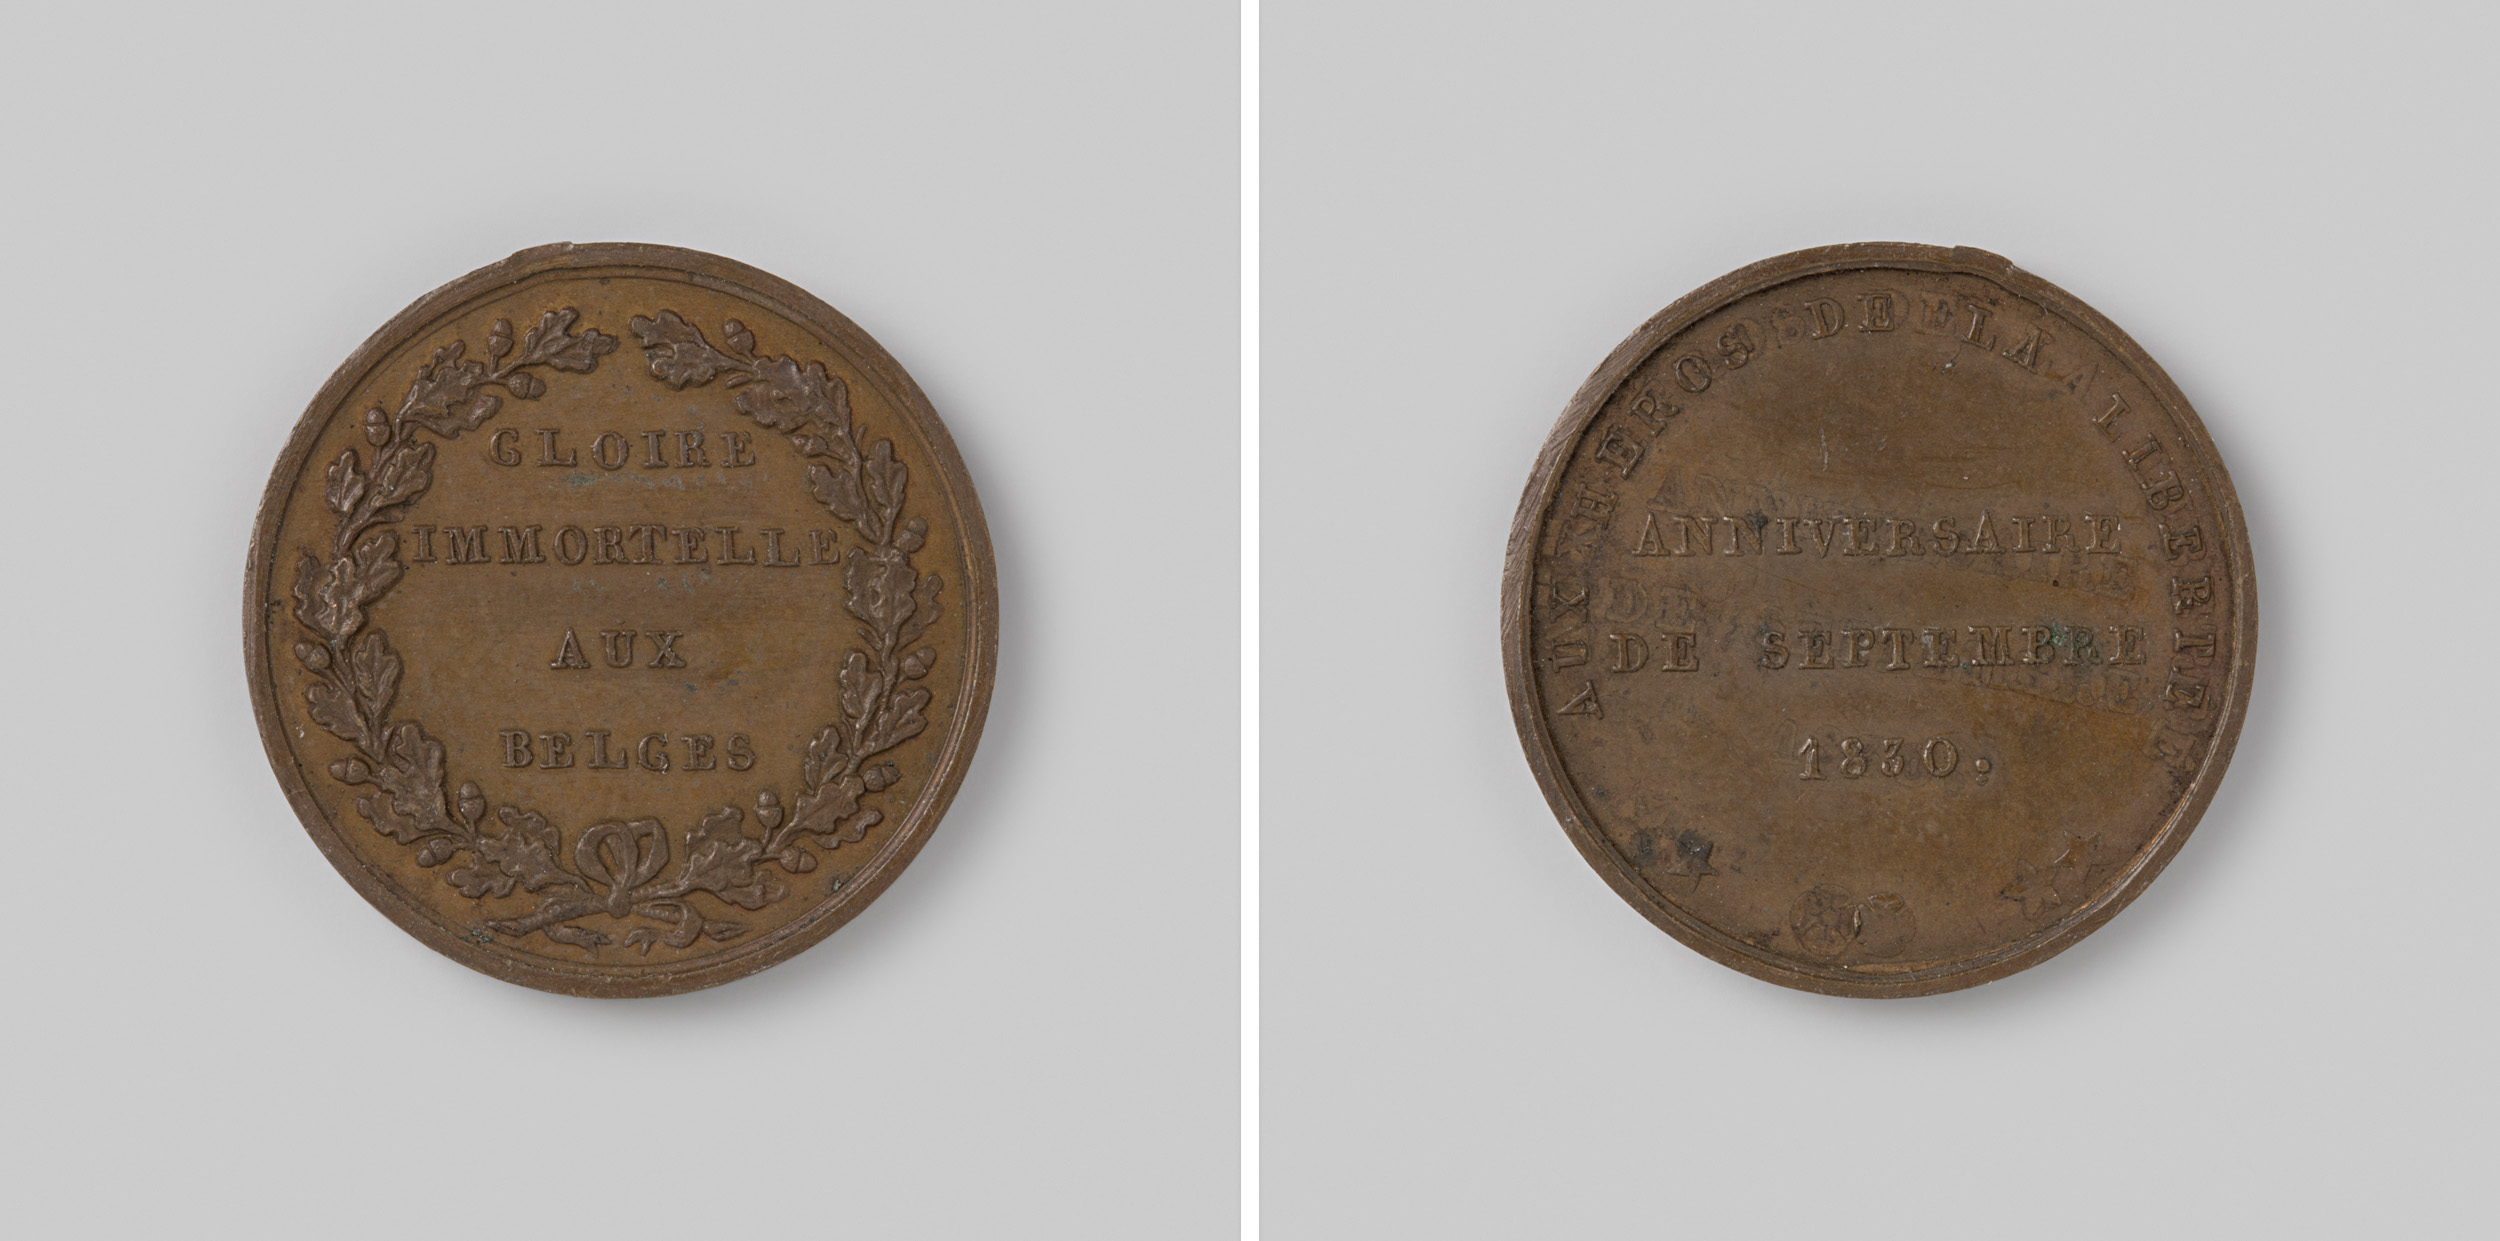 GLOIRE
IMMORTELLE
AUX
BELGES
AUX HEROS DE LA LIBERTE
ANNIVERSAIRE
DE SEPTEMBRE
1830.